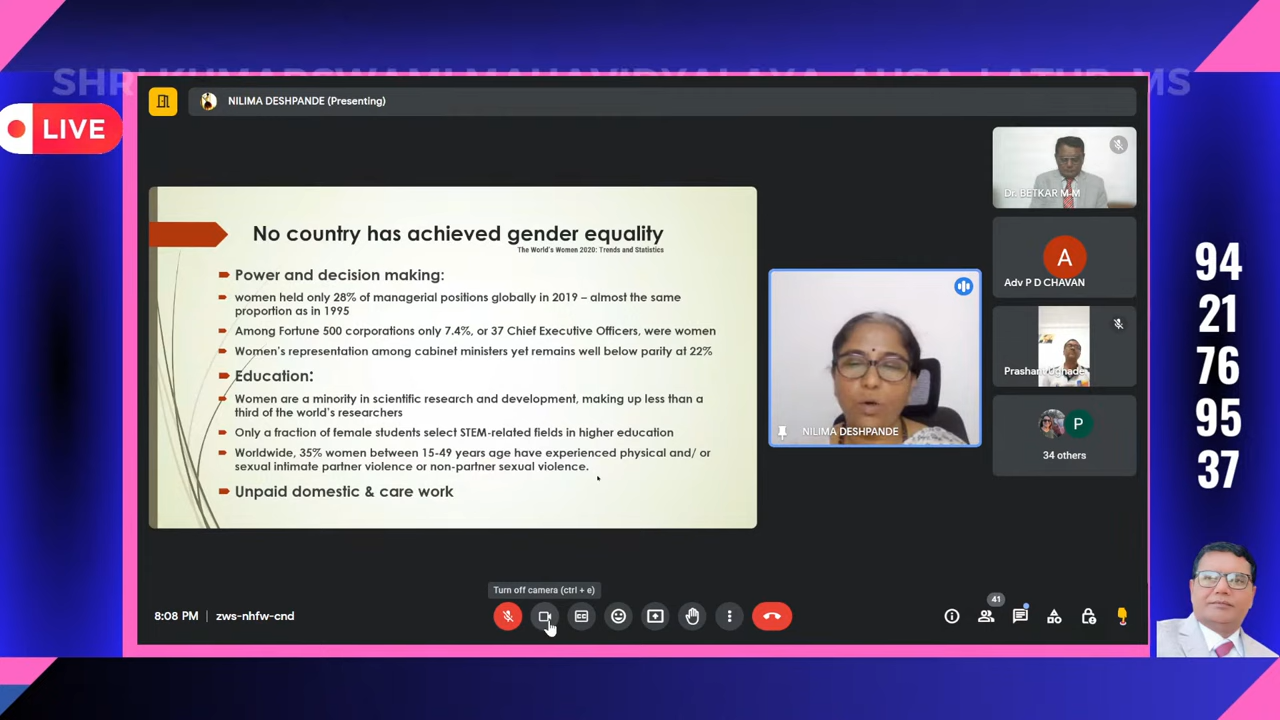 SHRI KUMARSWAMI MAHAVIDYALAYA, AUSA, LATUR MS
LIVE
NILIMA DESHPANDE (Presenting)
No country has achieved gender equality
The World's Women 2020: Trends and Statistics
Power and decision making:
women held only 28% of managerial positions globally in 2019 – almost the same
proportion as in 1995
Among Fortune 500 corporations only 7.4%, or 37 Chief Executive Officers, were women
Women's representation among cabinet ministers yet remains well below parity at 22%
Education:
Women are a minority in scientific research and development, making up less than a
third of the world's researchers
Only a fraction of female students select STEM-related fields in higher education
Worldwide, 35% women between 15-49 years age have experienced physical and/ or
sexual intimate partner violence or non-partner sexual violence.
Unpaid domestic & care work
NILIMA DESHPANDE
Dr. BETKAR M M
A
Adv P D CHAVAN
P
34 others
94
21
76
95
37
Turn off camera (ctrl + e)
8:08 PM | zws-nhfw-cnd
CC
41